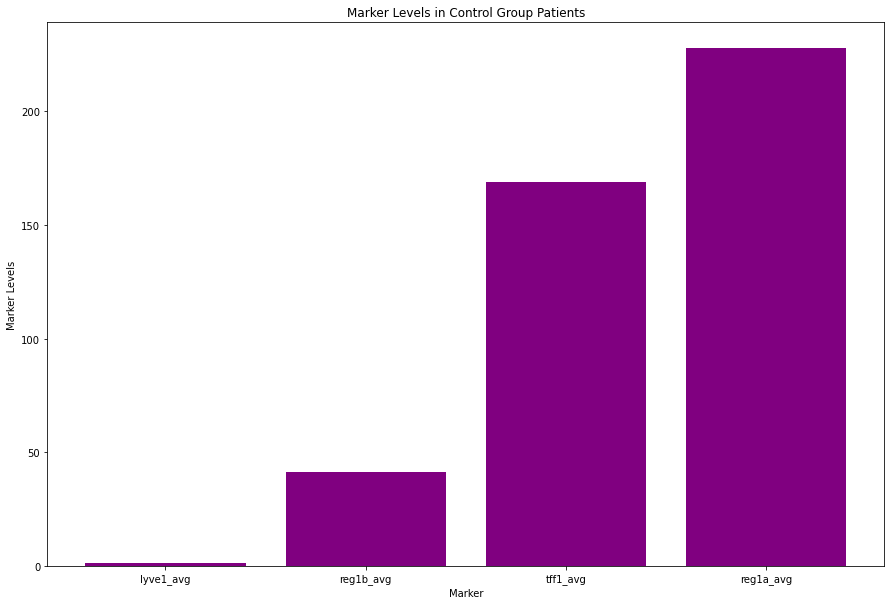 Marker Levels in Control Group Patients
200
150
100
50
0
Marker Levels
lyve1_avg
reg1b_avg
tff1_avg
reg1a_avg
Marker